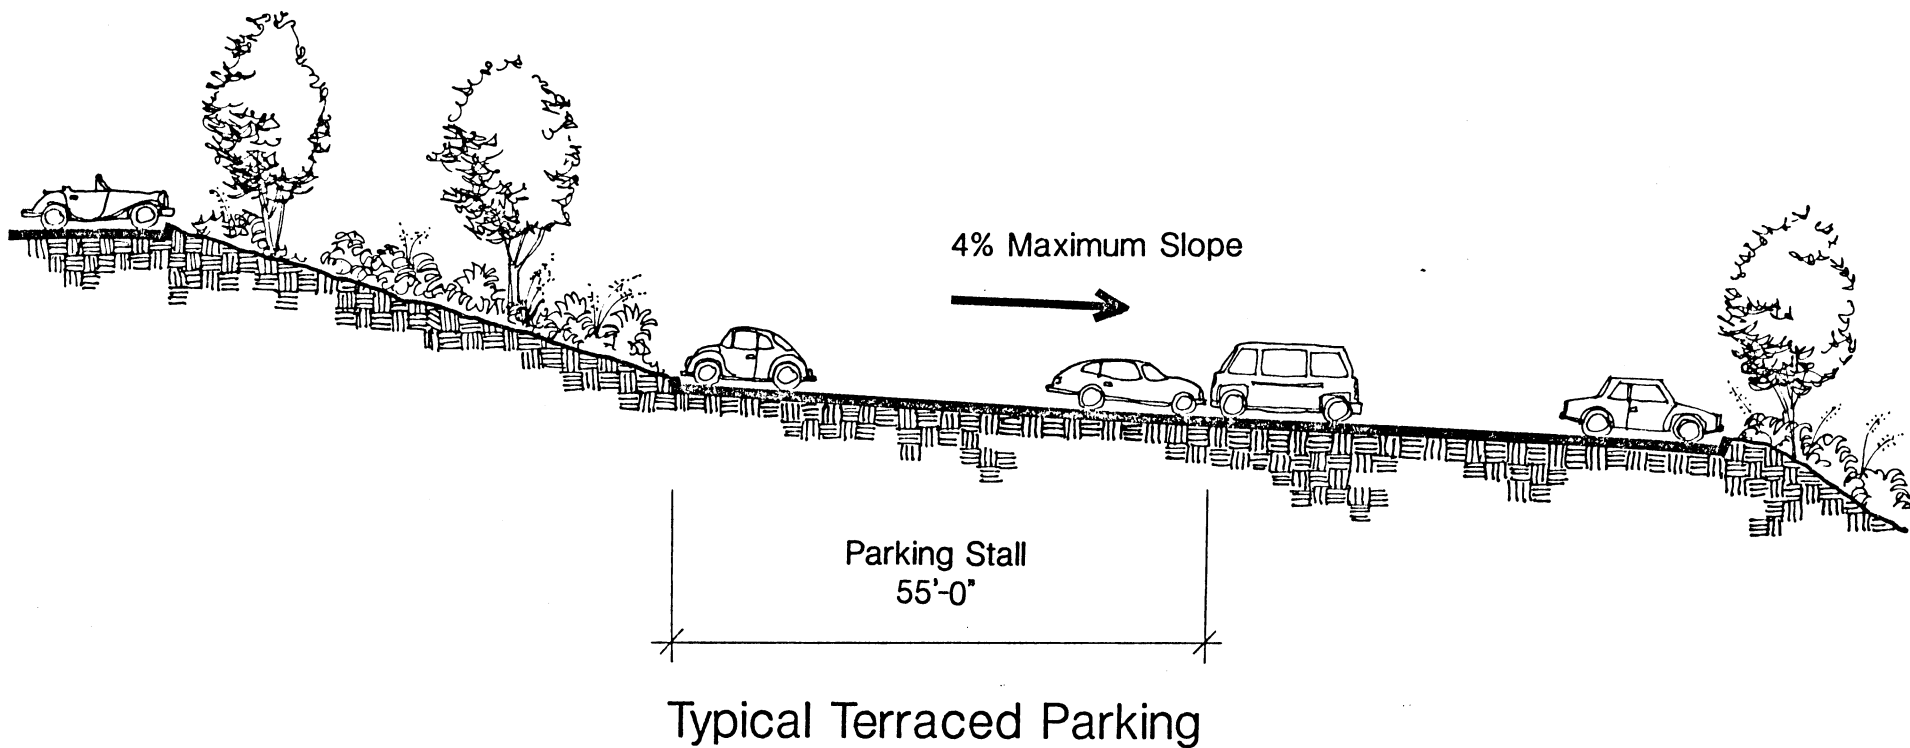 4% Maximum Slope
Parking Stall
55'-0"
Typical Terraced Parking